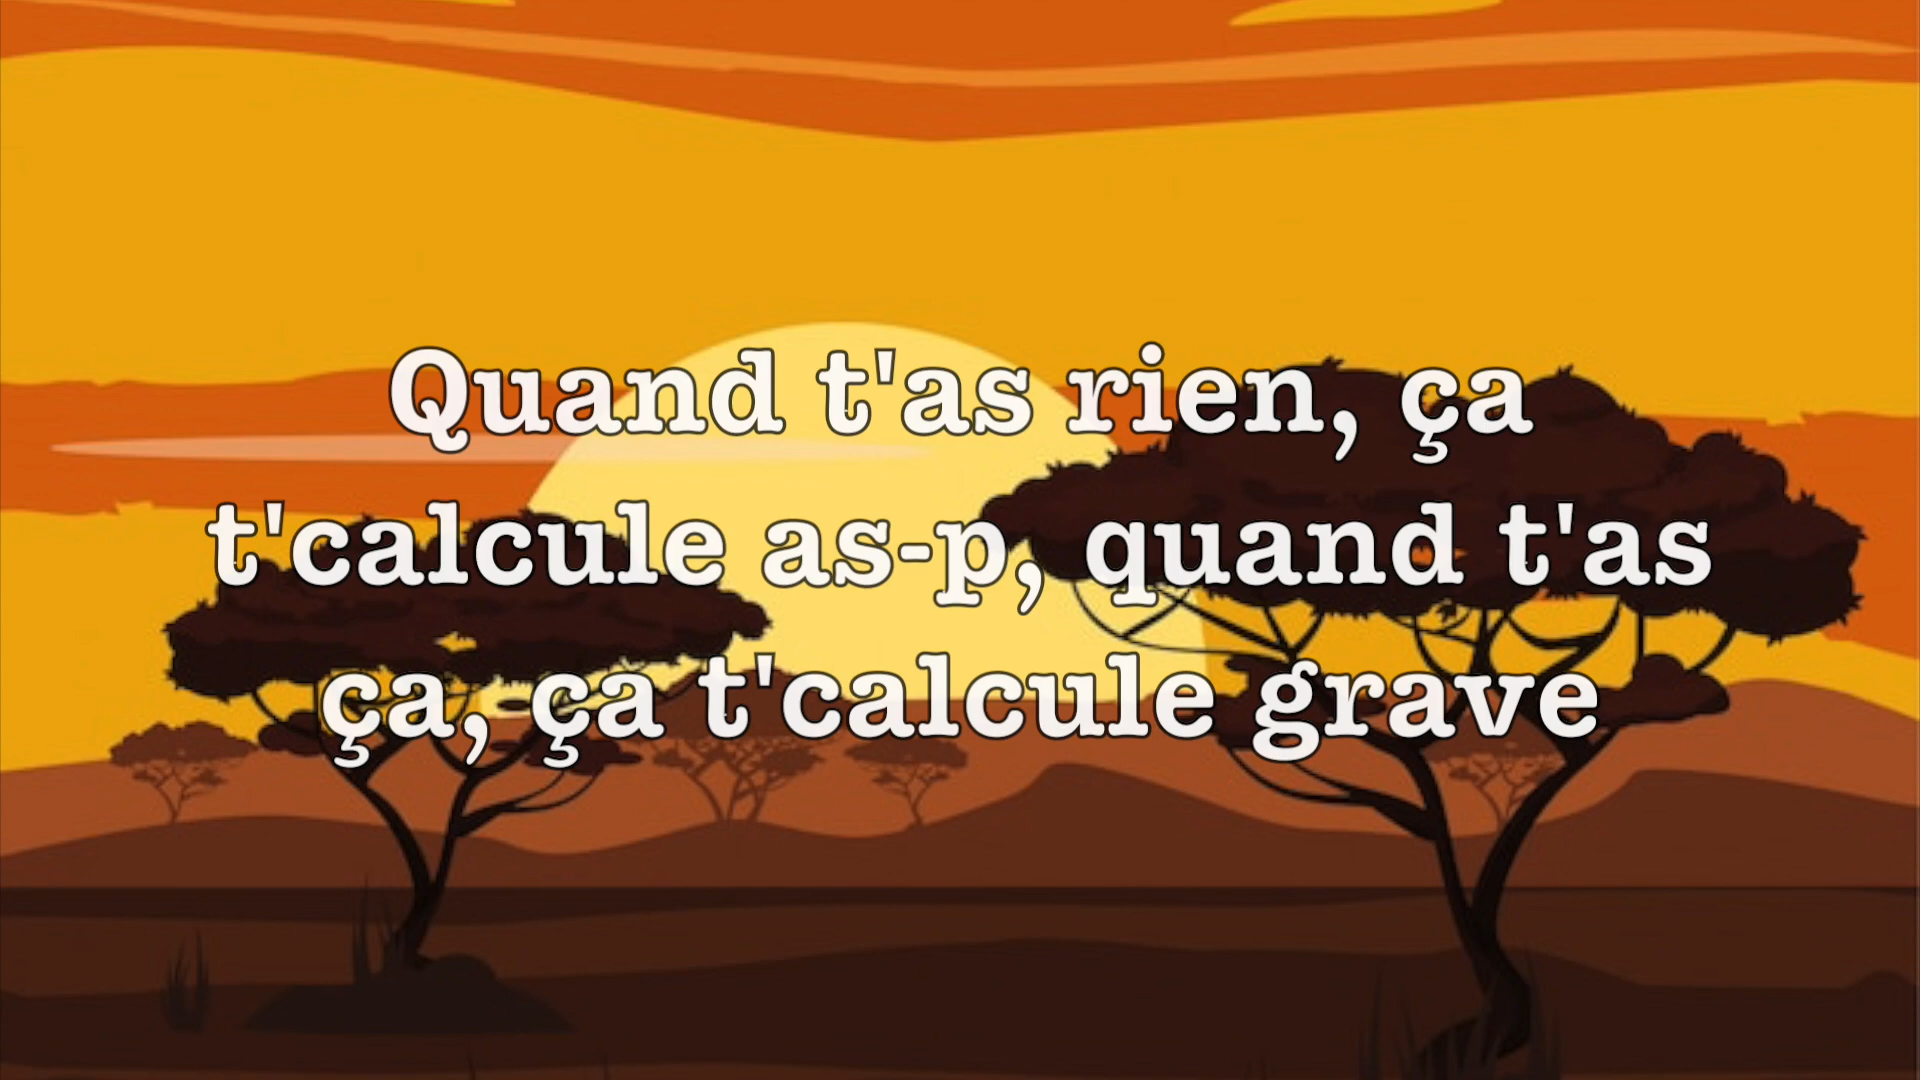 Quand t'as rien, ça
t'calcule as-p, quand t'as
ça, ça t'calcule grave